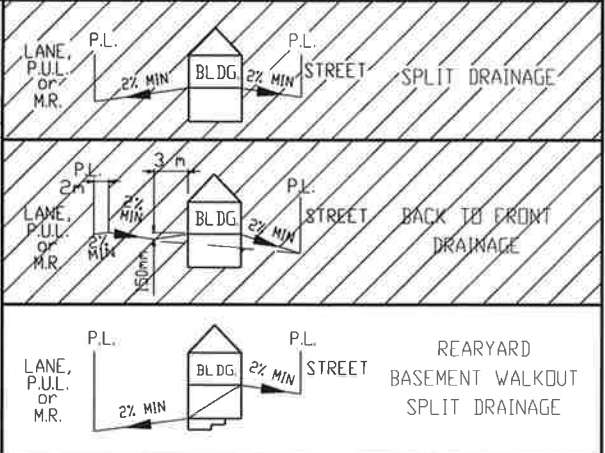 LANE,
P.U.L.
or
M.R.
P.L.
2% MIN
BLDG.
2% MIN
P.L.
STREET
SPLIT DRAINAGE
LANE,
P.U.L.
or
M.R.
P.L.
2m
2%
MIN
2%
MIN
3 m
150mm
BLDG
2% MIN
P.L.
STREET
BACK TO FRONT
DRAINAGE
LANE,
P.U.L.
or
M.R.
P.L.
2% MIN
BLDG.
2% MIN
P.L.
STREET
REARYARD
BASEMENT WALKOUT
SPLIT DRAINAGE